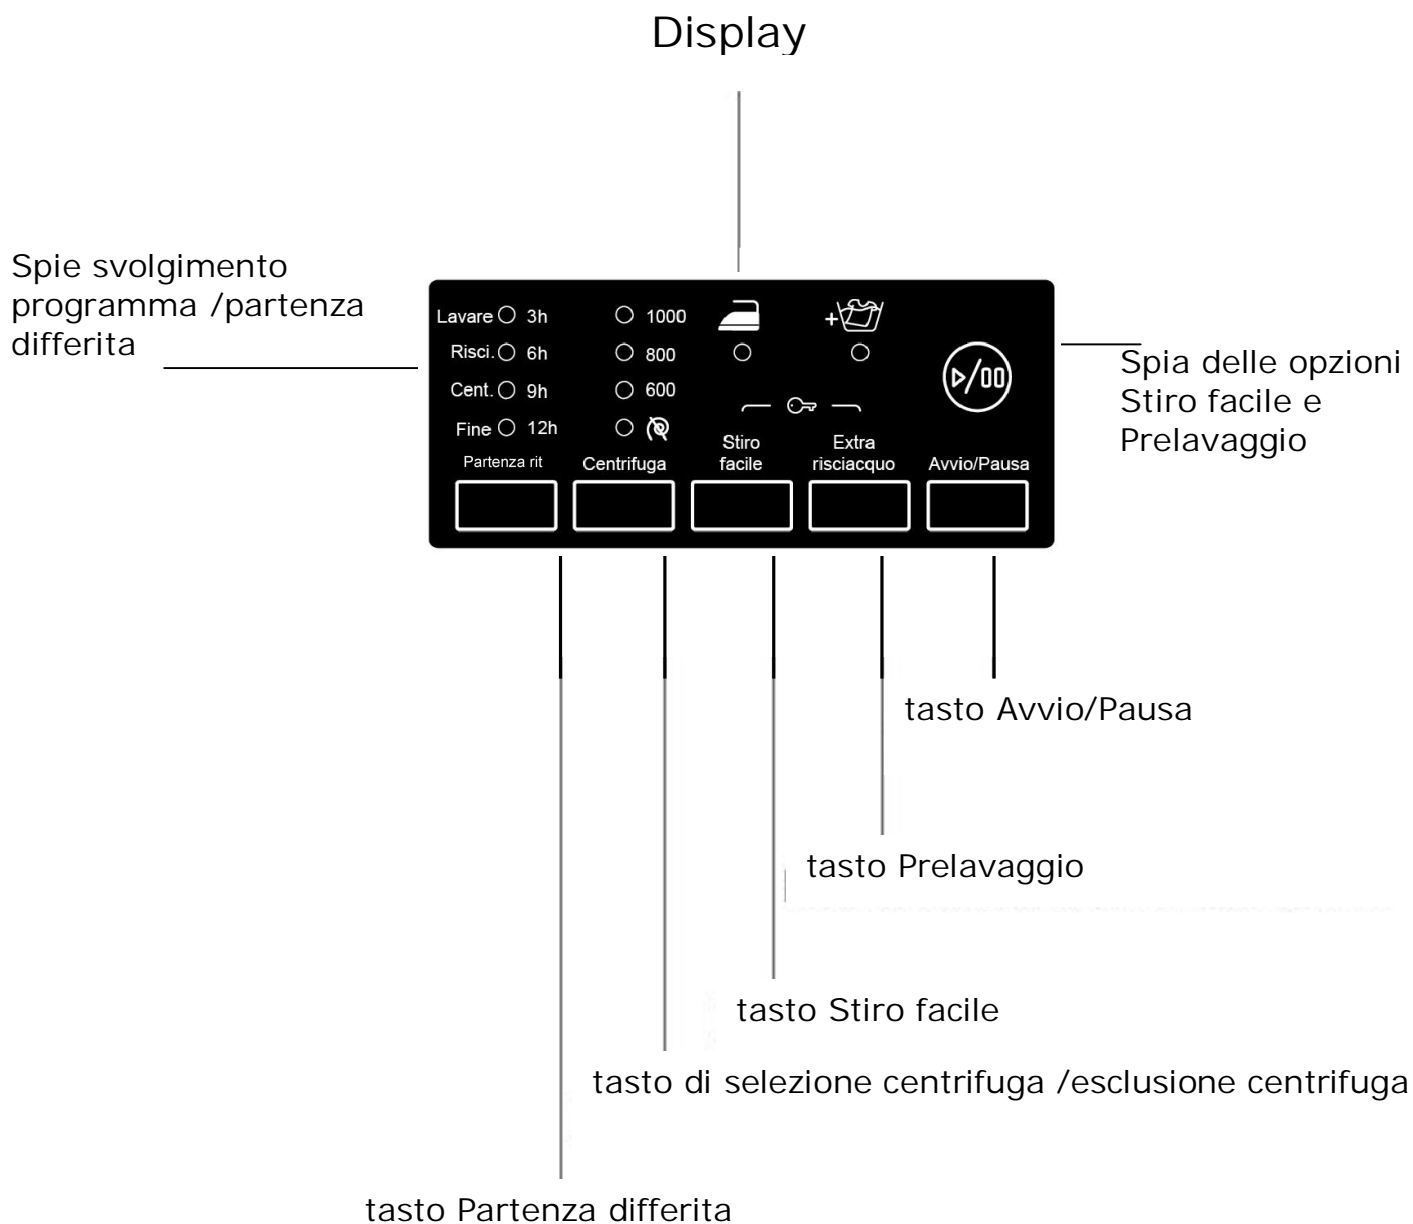 Display
Spie svolgimento
programma /partenza
differita
Lavare 3h 1000
Risci. 6h 800
Cent. 9h 600
Fine 12h
Partenza rit
Centrifuga
Stiro
facile
Extra
risciacquo
Avvio/Pausa
Spia delle opzioni
Stiro facile e
Prelavaggio
tasto Avvio/Pausa
tasto Prelavaggio
tasto Stiro facile
tasto di selezione centrifuga /esclusione centrifuga
tasto Partenza differita